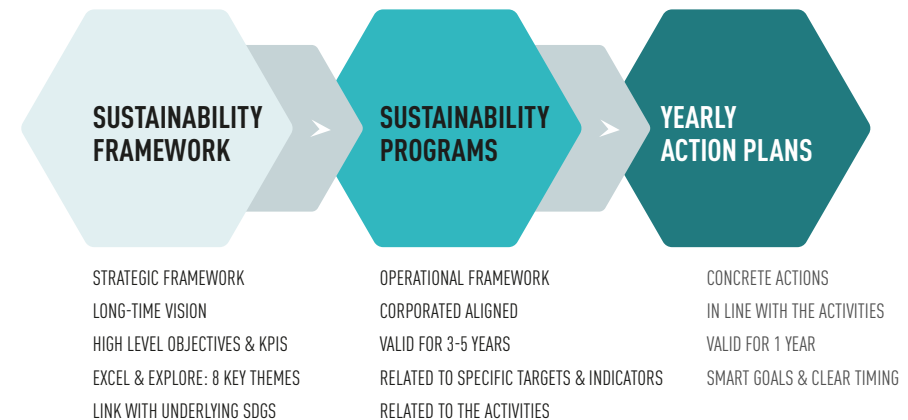 SUSTAINABILITY
FRAMEWORK
SUSTAINABILITY
PROGRAMS
YEARLY
ACTION PLANS
STRATEGIC FRAMEWORK
LONG-TIME VISION
HIGH LEVEL OBJECTIVES & KPIS
EXCEL & EXPLORE: 8 KEY THEMES
LINK WITH UNDERLYING SDGS
OPERATIONAL FRAMEWORK
CORPORATED ALIGNED
VALID FOR 3-5 YEARS
RELATED TO SPECIFIC TARGETS & INDICATORS
RELATED TO THE ACTIVITIES
CONCRETE ACTIONS
IN LINE WITH THE ACTIVITIES
VALID FOR 1 YEAR
SMART GOALS & CLEAR TIMING